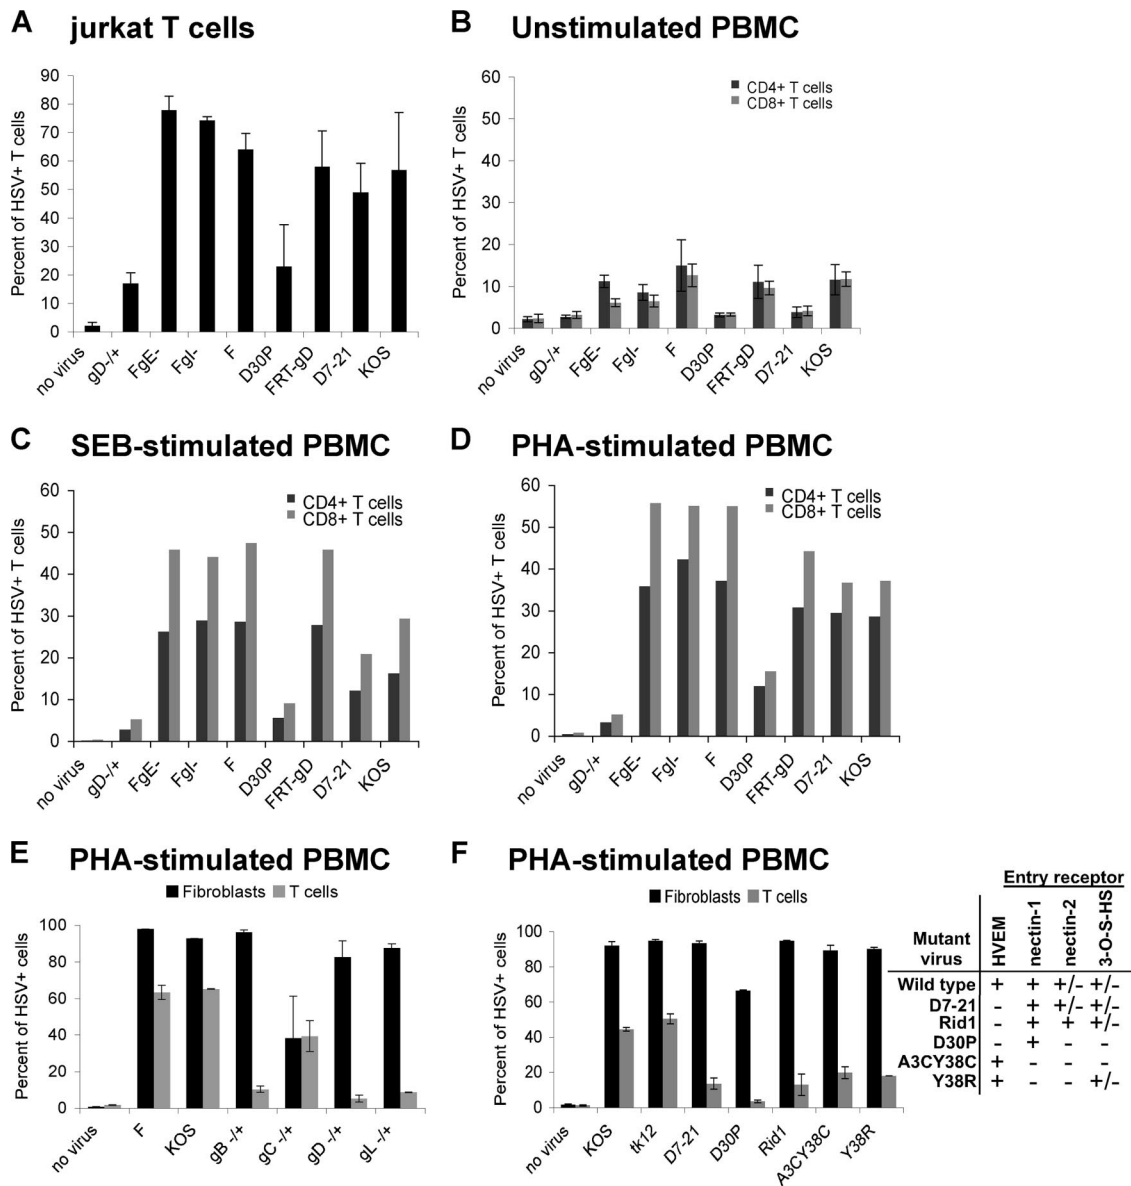 A jurkat T cells
Percent of HSV+ T cells
90
80
70
60
50
40
30
20
10
0
no virus
gD-/+
FgE-
FgI-
F
D30P
FRT-gD
D7-21
KOS
B Unstimulated PBMC
CD4+ T cells
CD8+ T cells
Percent of HSV+ T cells
60
50
40
30
20
10
0
no virus
gD-/+
FgE-
FgI-
F
D30P
FRT-gD
D7-21
KOS
C SEB-stimulated PBMC
CD4+ T cells
CD8+ T cells
Percent of HSV+ T cells
60
50
40
30
20
10
0
no virus
gD-/+
FgE-
FgI-
F
D30P
FRT-gD
D7-21
KOS
D PHA-stimulated PBMC
CD4+ T cells
CD8+ T cells
Percent of HSV+ T cells
60
50
40
30
20
10
0
no virus
gD-/+
FgE-
FgI-
F
D30P
FRT-gD
D7-21
KOS
E PHA-stimulated PBMC
Fibroblasts T cells
Percent of HSV+ cells
100
80
60
40
20
0
no virus
F
KOS
gB -/+
gC -/+
gD -/+
gL -/+
F PHA-stimulated PBMC
Fibroblasts T cells
Percent of HSV+ cells
100
80
60
40
20
0
no virus
KOS
tk12
D7-21
D30P
Rid1
A3CY38C
Y38R
Entry receptor
Mutant virus HVEM nectin-1 nectin-2 3-O-S-HS
Wild type + + +/- +/-
D7-21 - + +/- +/-
Rid1 - + + +/-
D30P - + - -
A3CY38C + - - -
Y38R + - - +/-